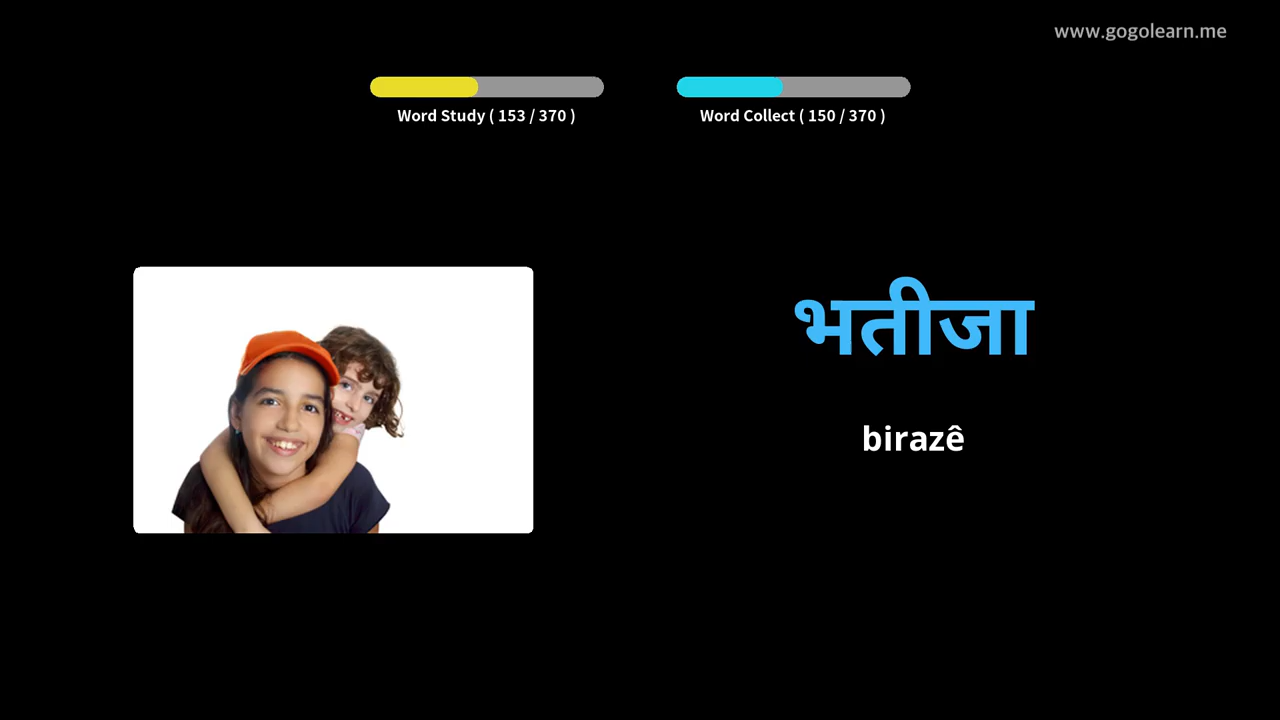 www.gogolearn.me
Word Study ( 153 / 370 )
Word Collect ( 150 / 370 )
भतीजा
birazê